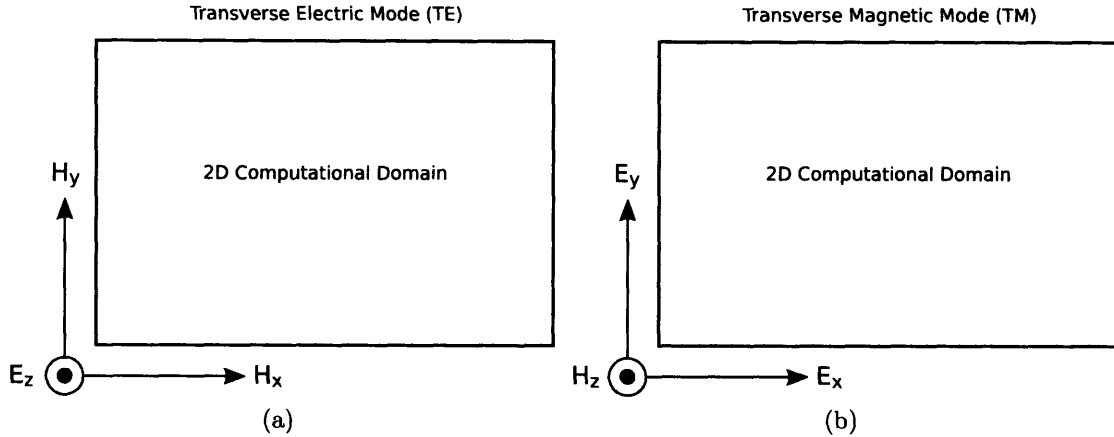 Transverse Electric Mode (TE)
2D Computational Domain
Hy
Ez
Hx
(a)
Transverse Magnetic Mode (TM)
2D Computational Domain
Ey
Hz
Ex
(b)